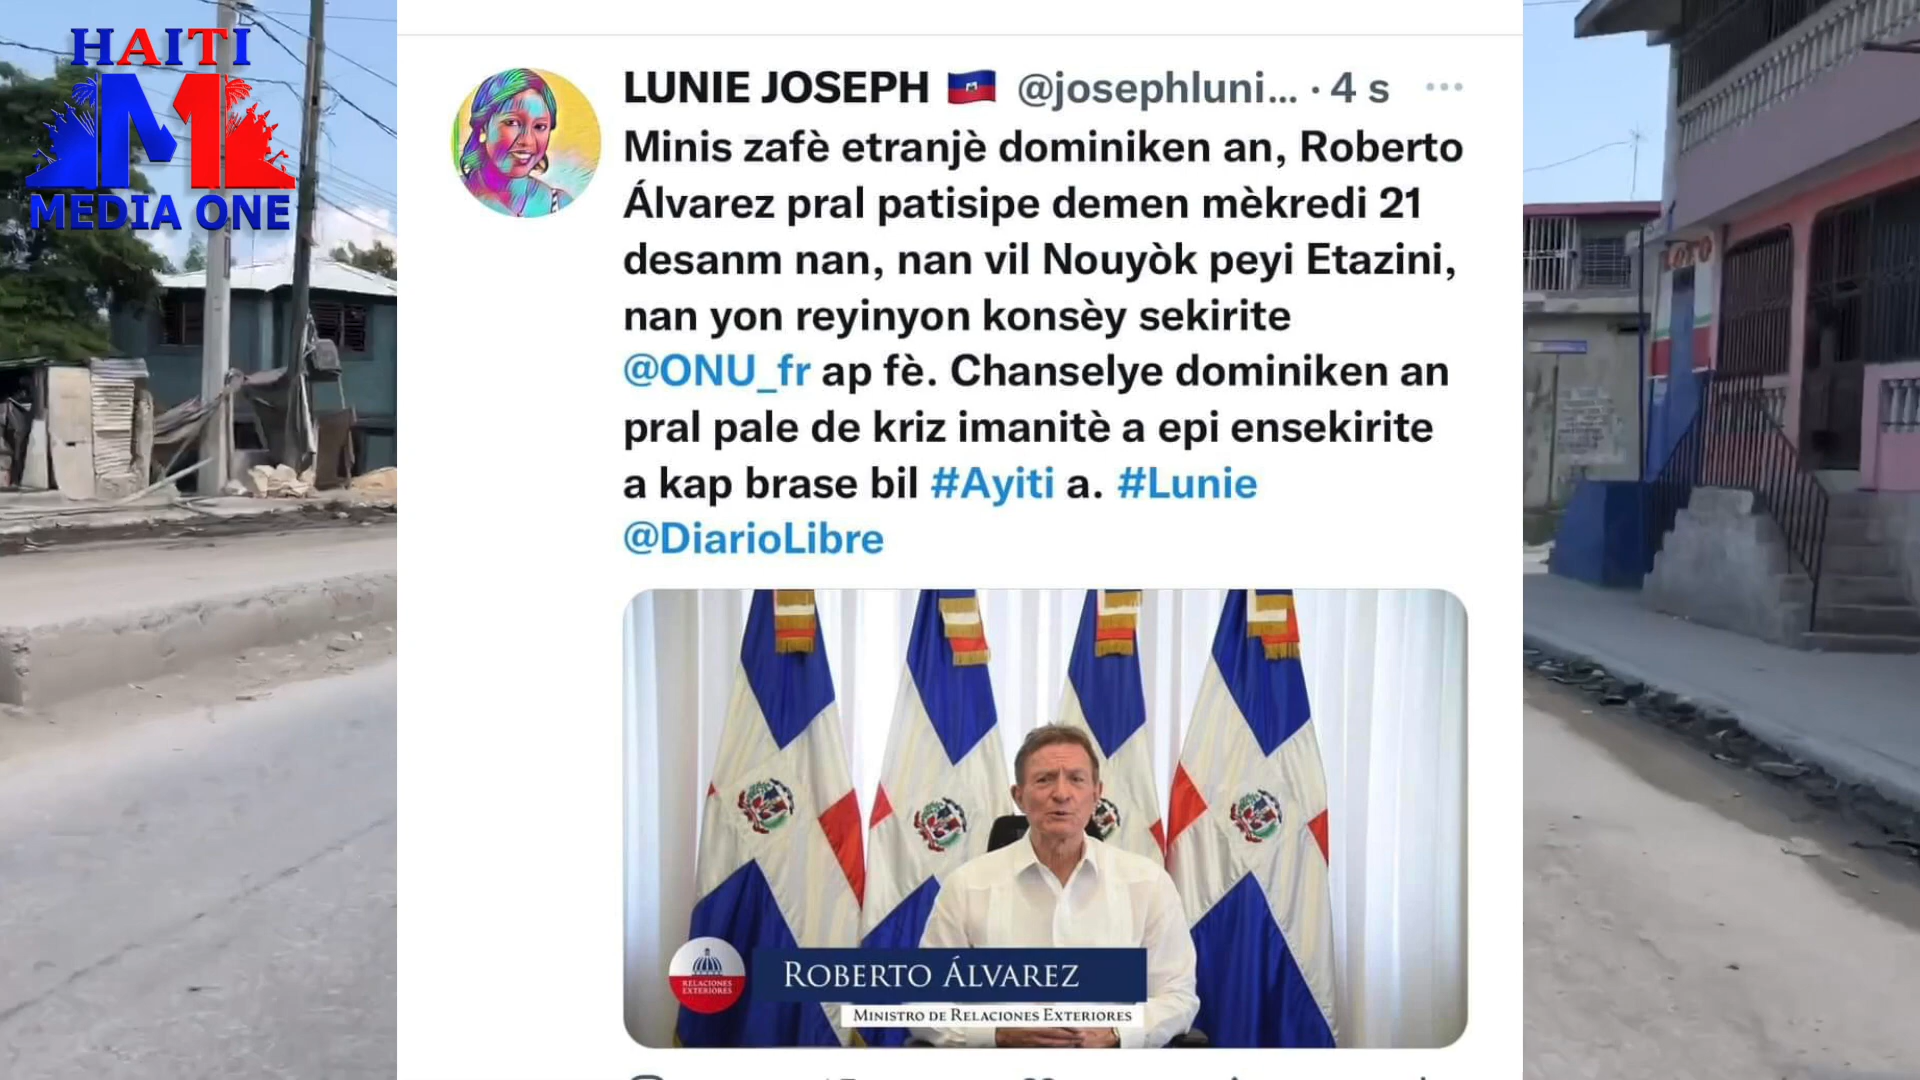 HAITI
MEDIA ONE
LUNIE JOSEPH 🇭🇹 @josephluni... · 4 s ...
Minis zafè etranjè dominiken an, Roberto
Álvarez pral patisipe demen mèkredi 21
desanm nan, nan vil Nouyòk peyi Etazini,
nan yon reyinyon konsèy sekirite
@ONU_fr ap fè. Chanselye dominiken an
pral pale de kriz imanitè a epi ensekirite
a kap brase bil #Ayiti a. #Lunie
@DiarioLibre
LOTO
RELACIONES
EXTERIORES
ROBERTO ÁLVAREZ
MINISTRO DE RELACIONES EXTERIORES